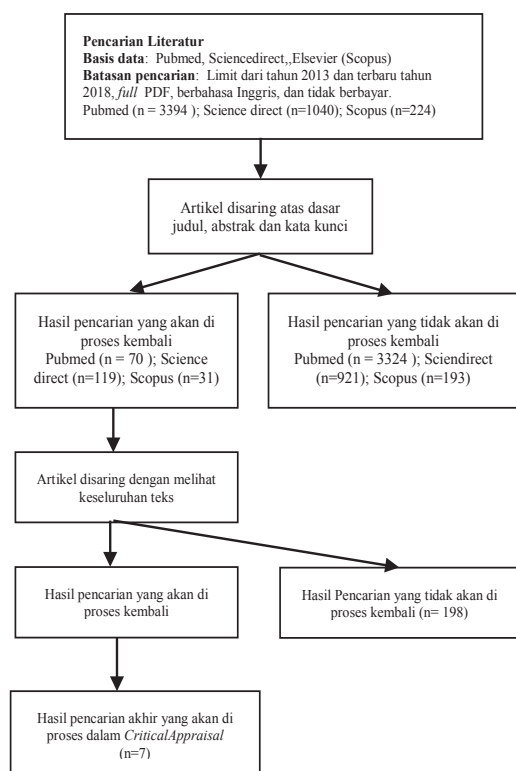 Pencarian Literatur
Basis data: Pubmed, Sciencedirect,,Elsevier (Scopus)
Batasan pencarian: Limit dari tahun 2013 dan terbaru tahun
2018, full PDF, berbahasa Inggris, dan tidak berbayar.
Pubmed (n = 3394 ); Science direct (n=1040); Scopus (n=224)
Artikel disaring atas dasar
judul, abstrak dan kata kunci
Hasil pencarian yang akan di
proses kembali
Pubmed (n = 70 ); Science
direct (n=119); Scopus (n=31)
Hasil pencarian yang tidak akan di
proses kembali
Pubmed (n = 3324 ); Sciendirect
(n=921); Scopus (n=193)
Artikel disaring dengan melihat
keseluruhan teks
Hasil pencarian yang akan di
proses kembali
Hasil Pencarian yang tidak akan di
proses kembali (n= 198)
Hasil pencarian akhir yang akan di
proses dalam CriticalAppraisal
(n=7)